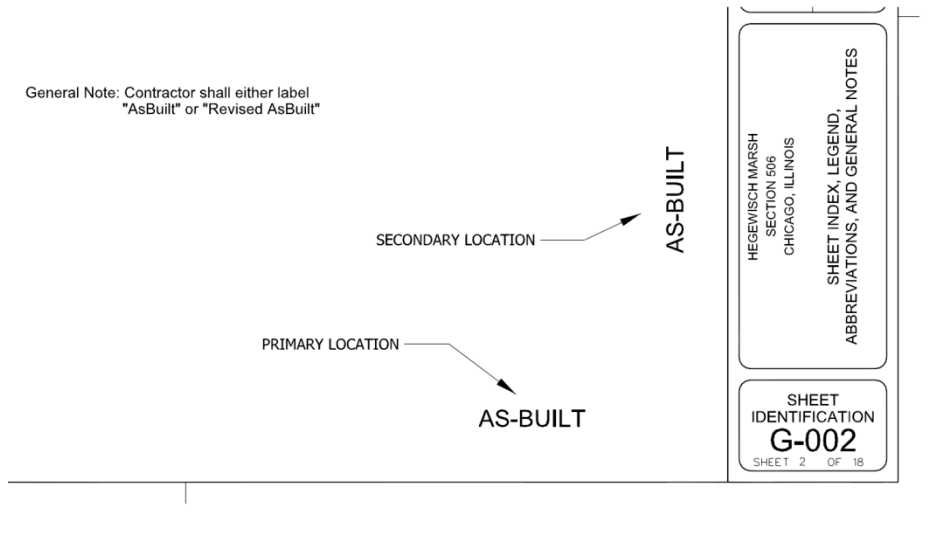 General Note: Contractor shall either label
"AsBuilt" or "Revised AsBuilt"
SECONDARY LOCATION
AS-BUILT
PRIMARY LOCATION
AS-BUILT
HEGEWISCH MARSH
SECTION 506
CHICAGO, ILLINOIS
SHEET INDEX, LEGEND,
ABBREVIATIONS, AND GENERAL NOTES
SHEET
IDENTIFICATION
G-002
SHEET 2 OF 18